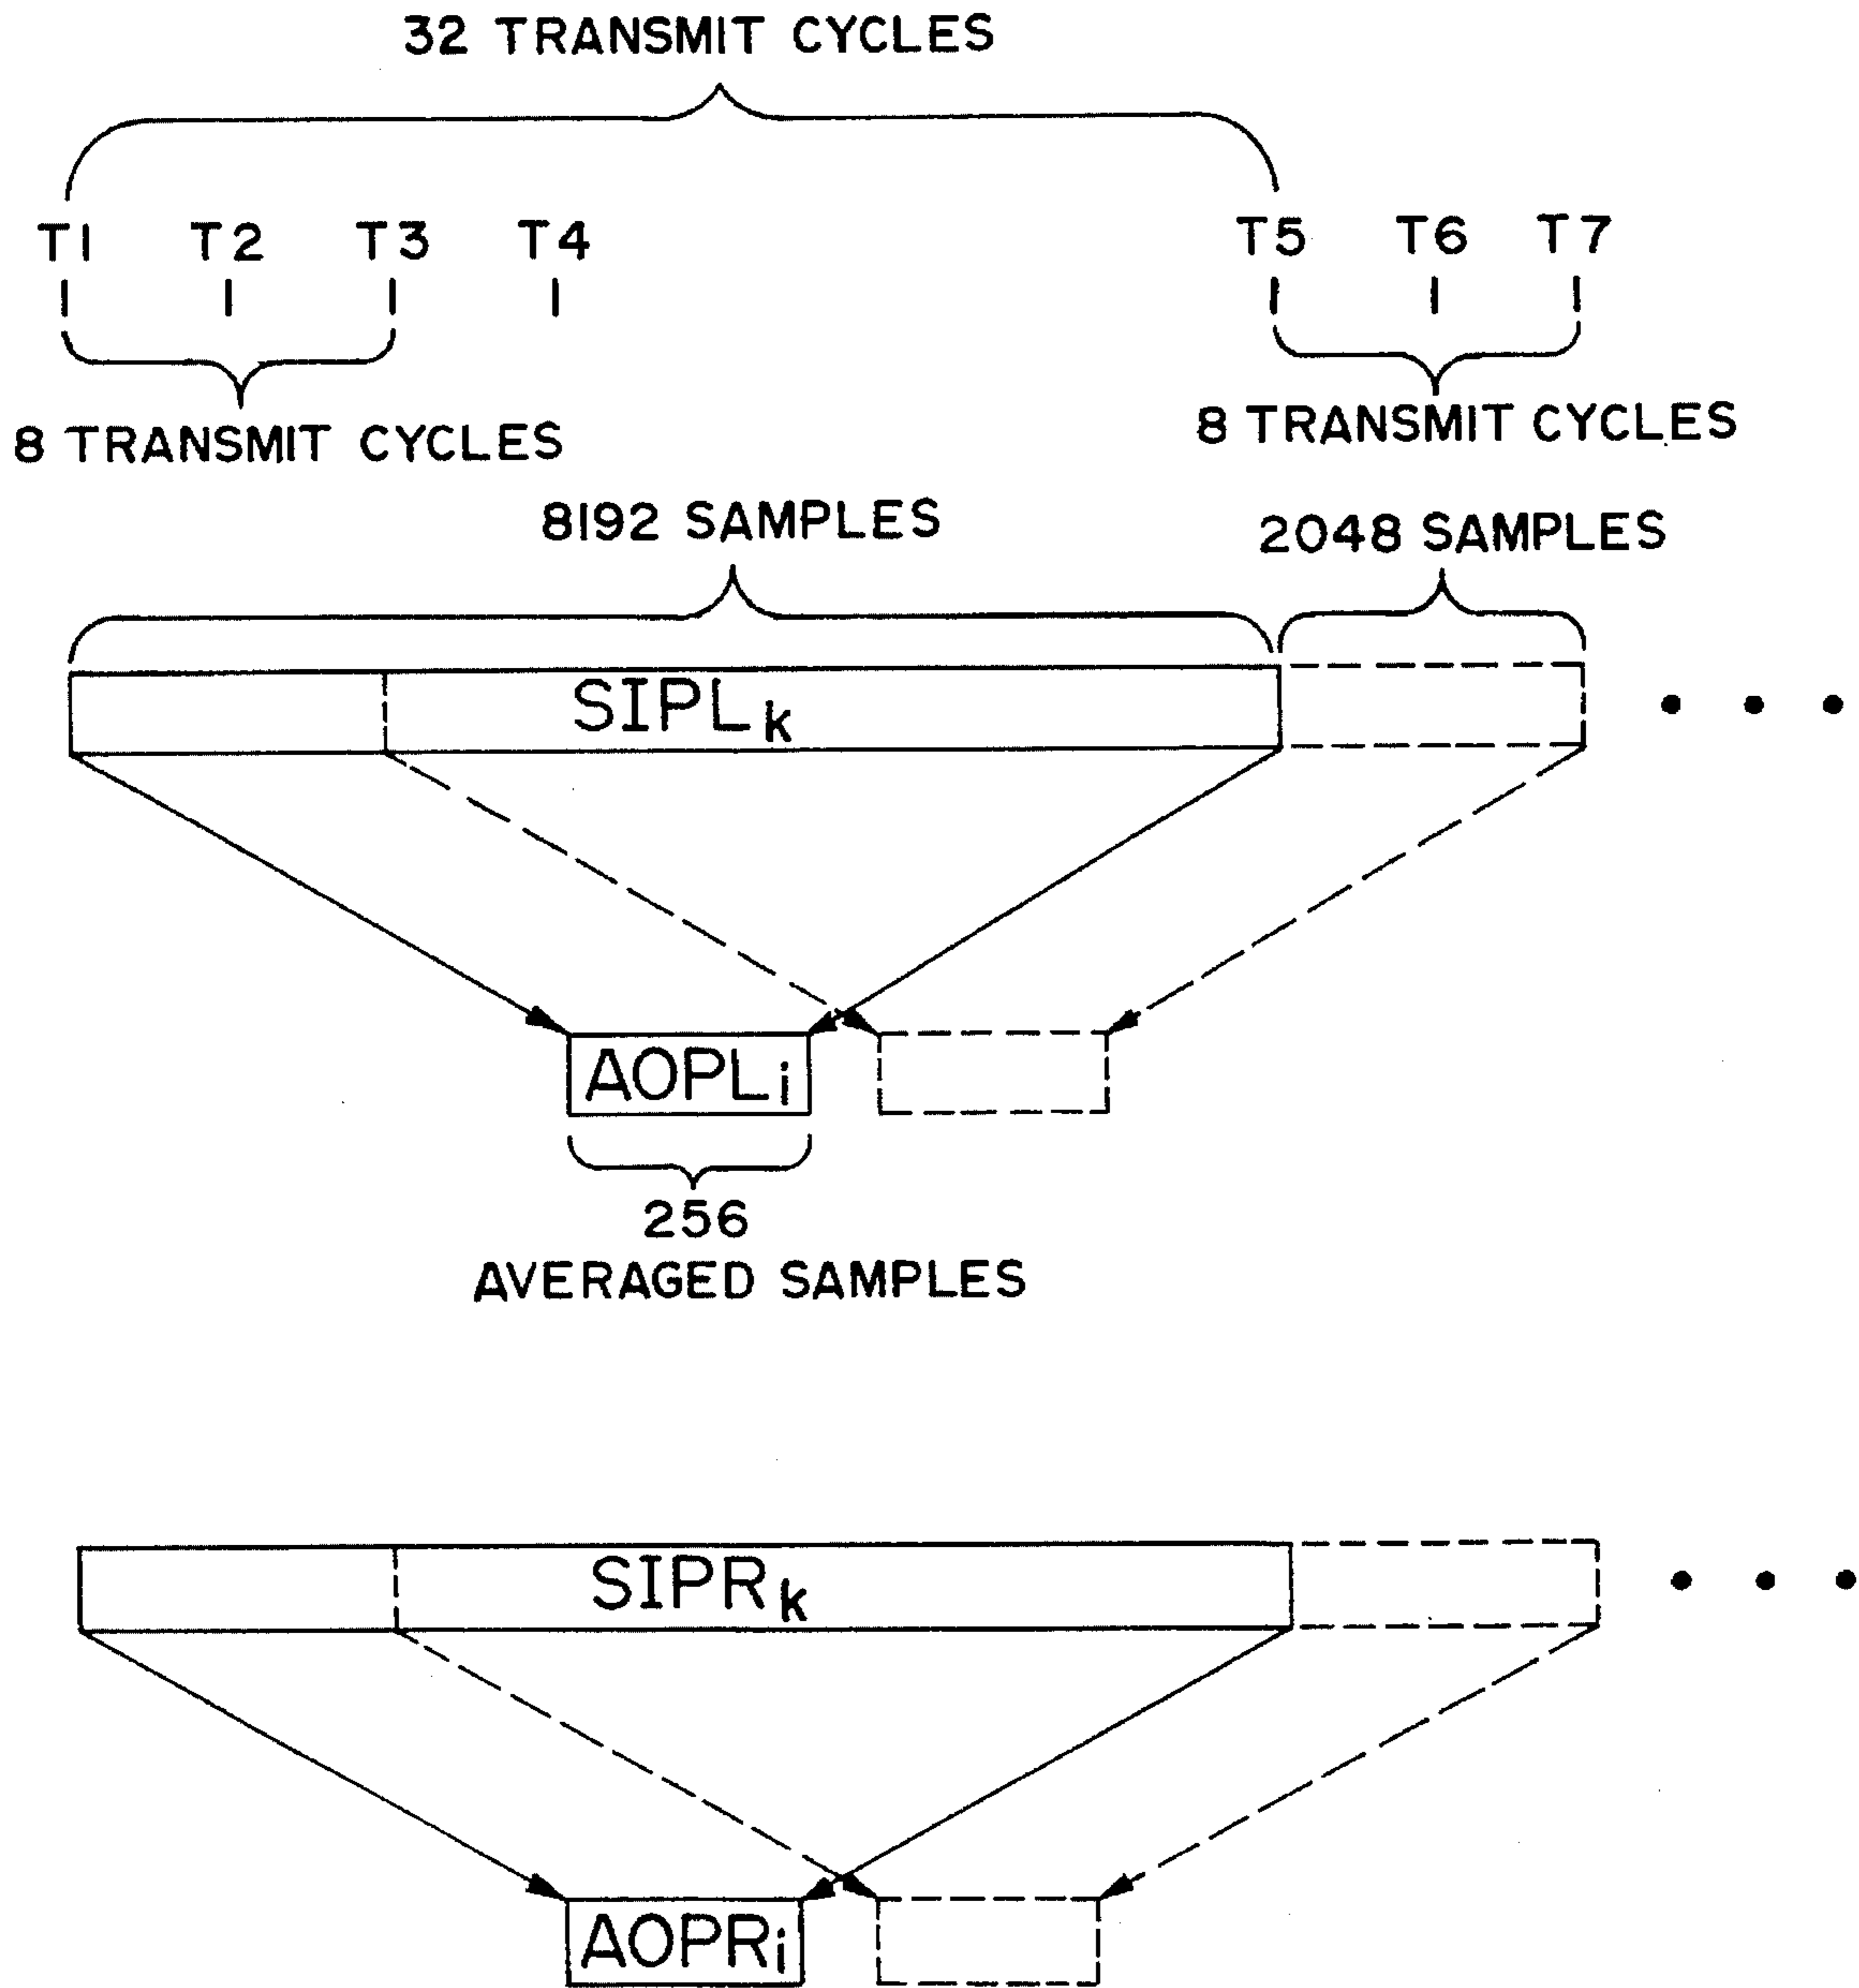 32 TRANSMIT CYCLES
T1 T2 T3 T4 T5 T6 T7
8 TRANSMIT CYCLES 8 TRANSMIT CYCLES
8192 SAMPLES 2048 SAMPLES
SIPLk
AOPLi
256
AVERAGED SAMPLES
SIPRk
AOPRi